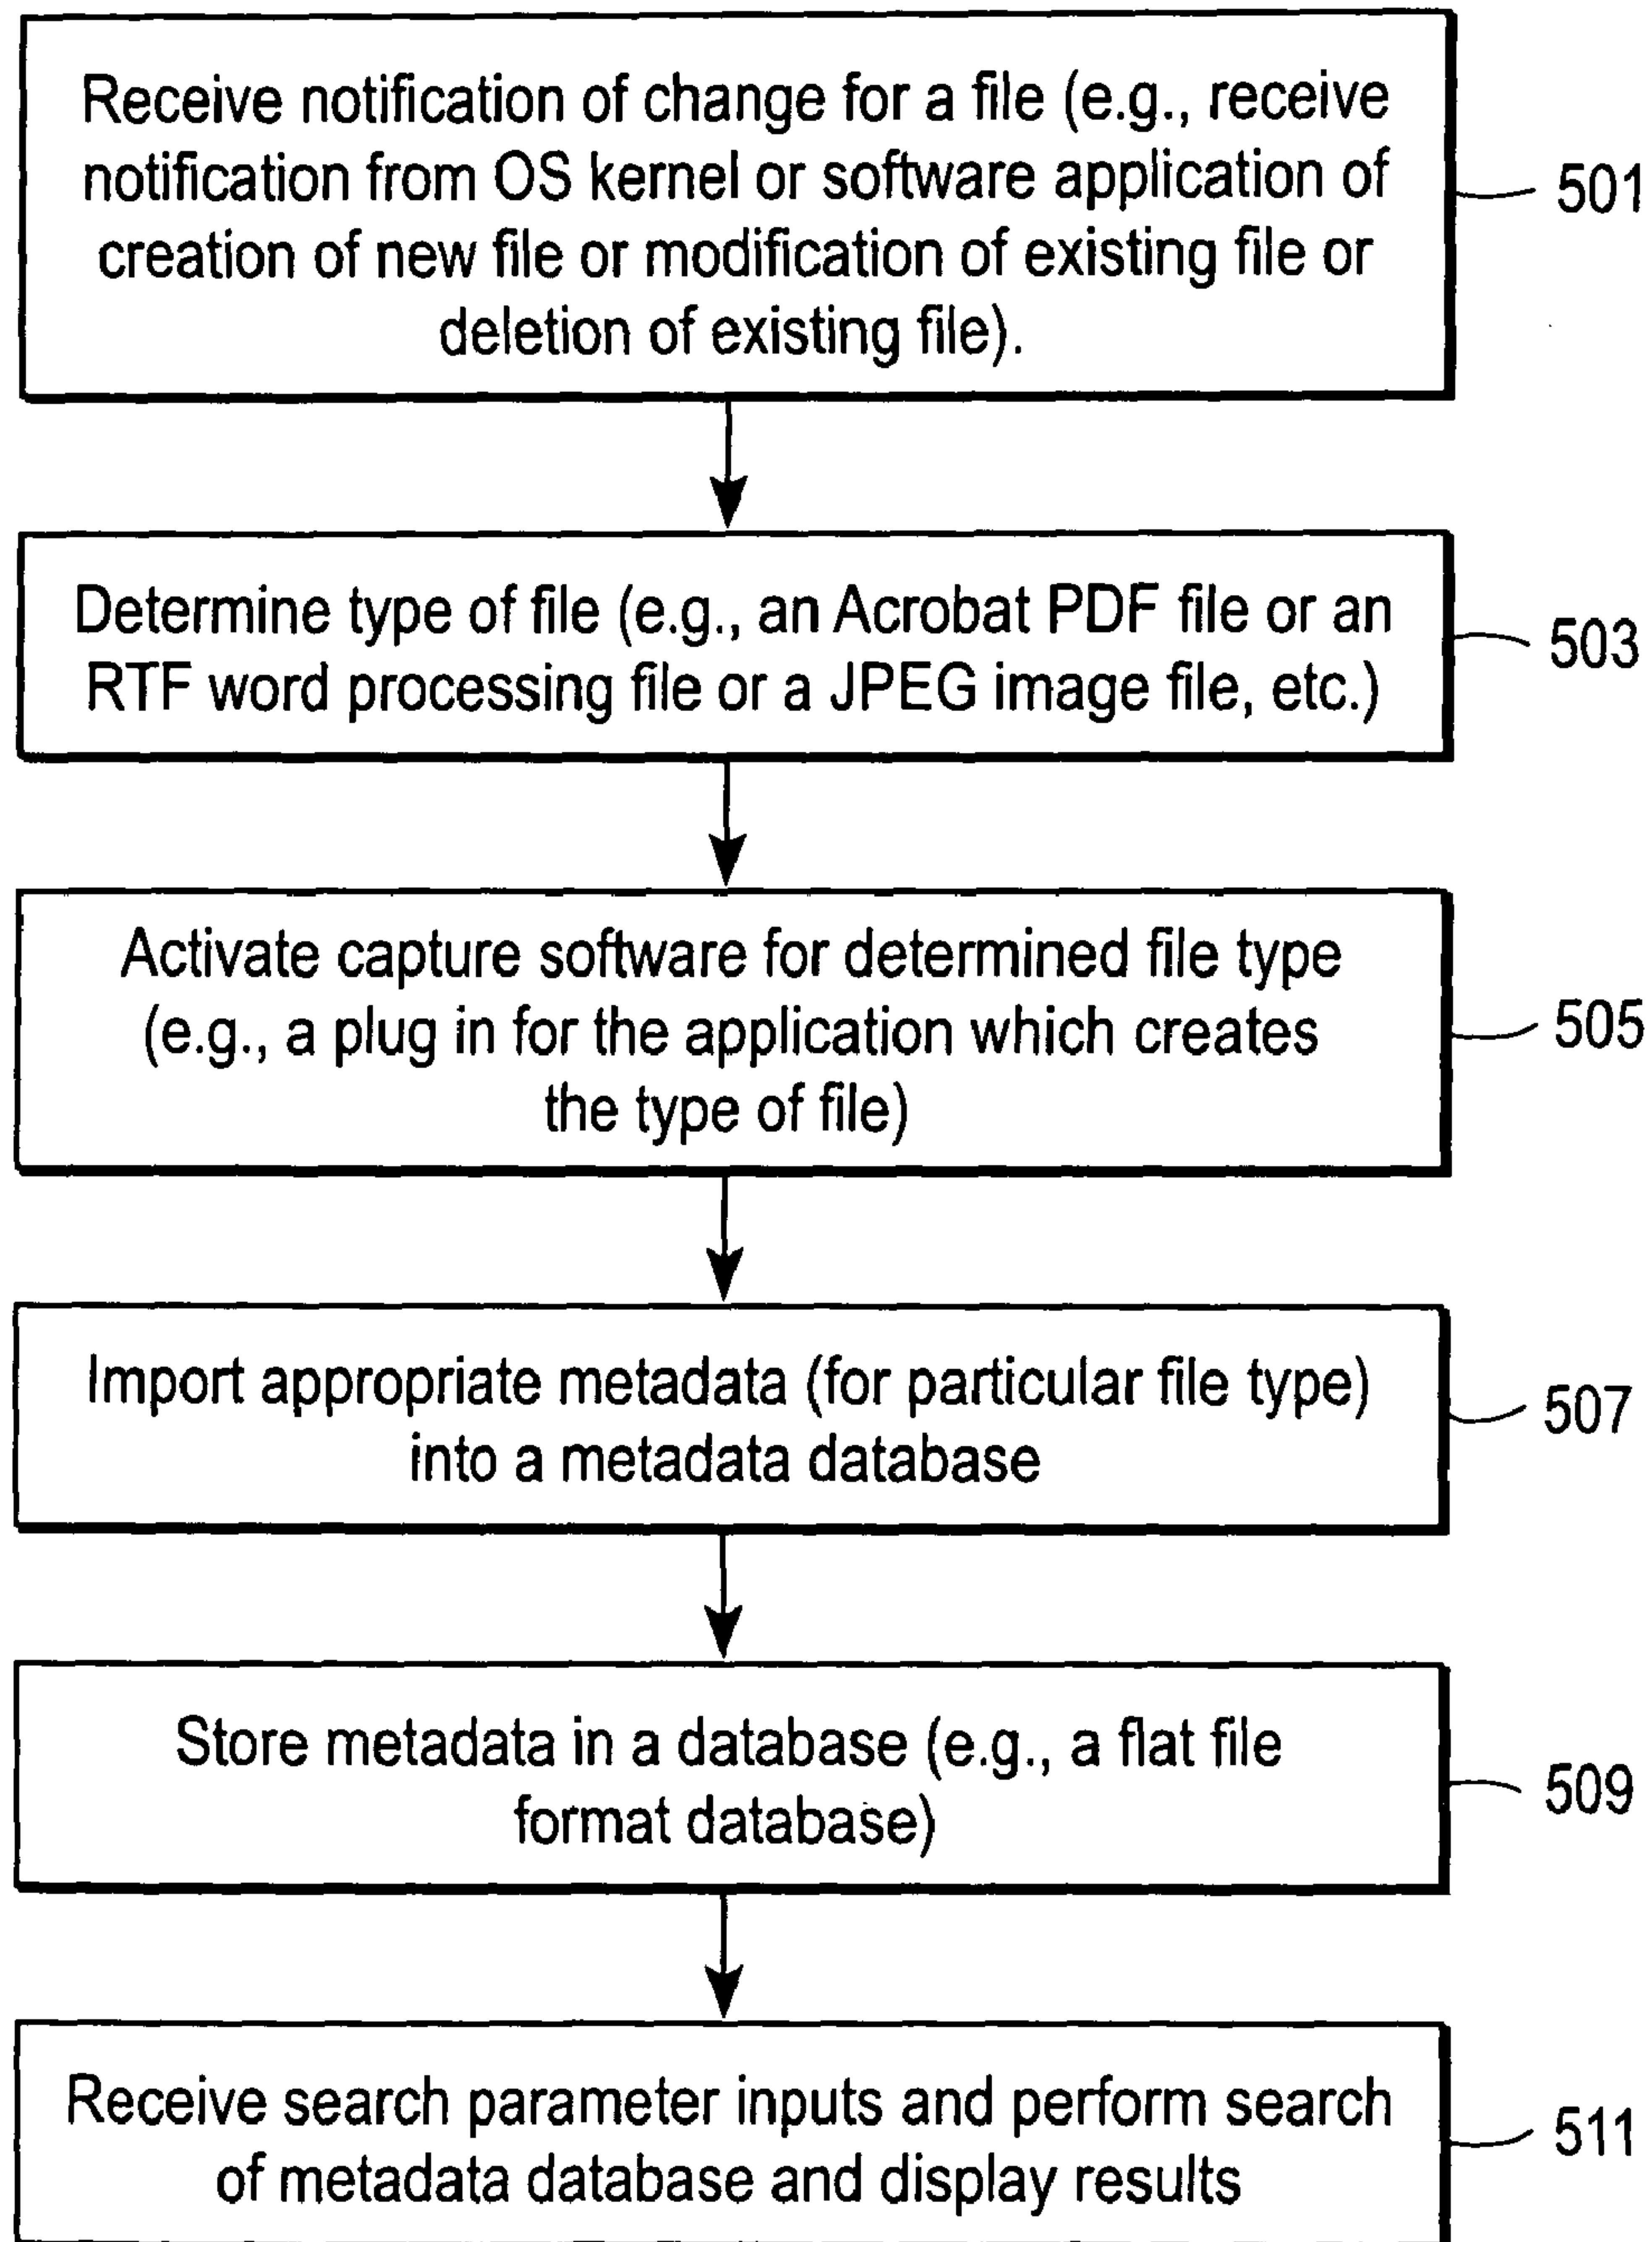 Receive notification of change for a file (e.g., receive
notification from OS kernel or software application of
creation of new file or modification of existing file or
deletion of existing file).
501
Determine type of file (e.g., an Acrobat PDF file or an
RTF word processing file or a JPEG image file, etc.)
503
Activate capture software for determined file type
(e.g., a plug in for the application which creates
the type of file)
505
Import appropriate metadata (for particular file type)
into a metadata database
507
Store metadata in a database (e.g., a flat file
format database)
509
Receive search parameter inputs and perform search
of metadata database and display results
511